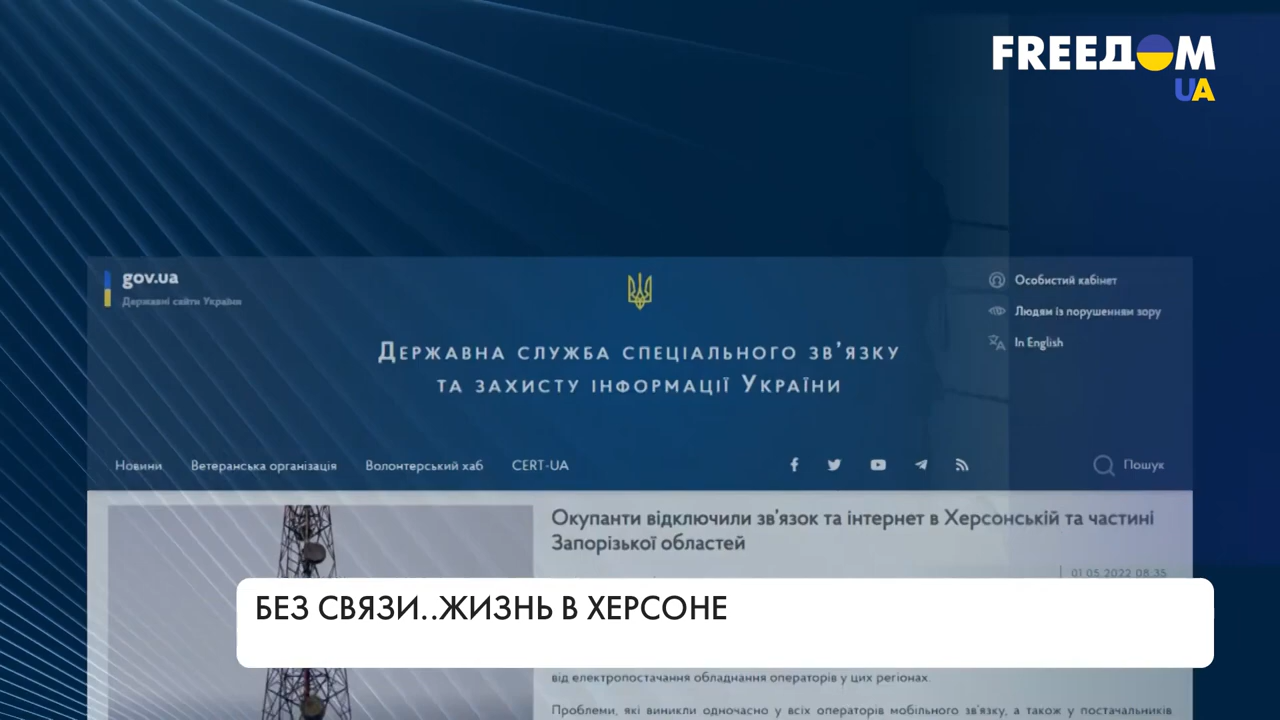 FREEДOM
UA
gov.ua
Державні сайти України
Особистий кабінет
Людям із порушенням зору
In English
Державна служба спеціального зв’язку
та захисту інформації України
Новини Ветеранська організація Волонтерський хаб CERT-UA Пошук
Окупанти відключили зв’язок та інтернет в Херсонській та частині
Запорізької областей
01.05.2022 08:35
БЕЗ СВЯЗИ..ЖИЗНЬ В ХЕРСОНЕ
від електропостачання обладнання операторів у цих регіонах.
Проблеми, які виникли одночасно у всіх операторів мобільного зв’язку, а також у постачальників